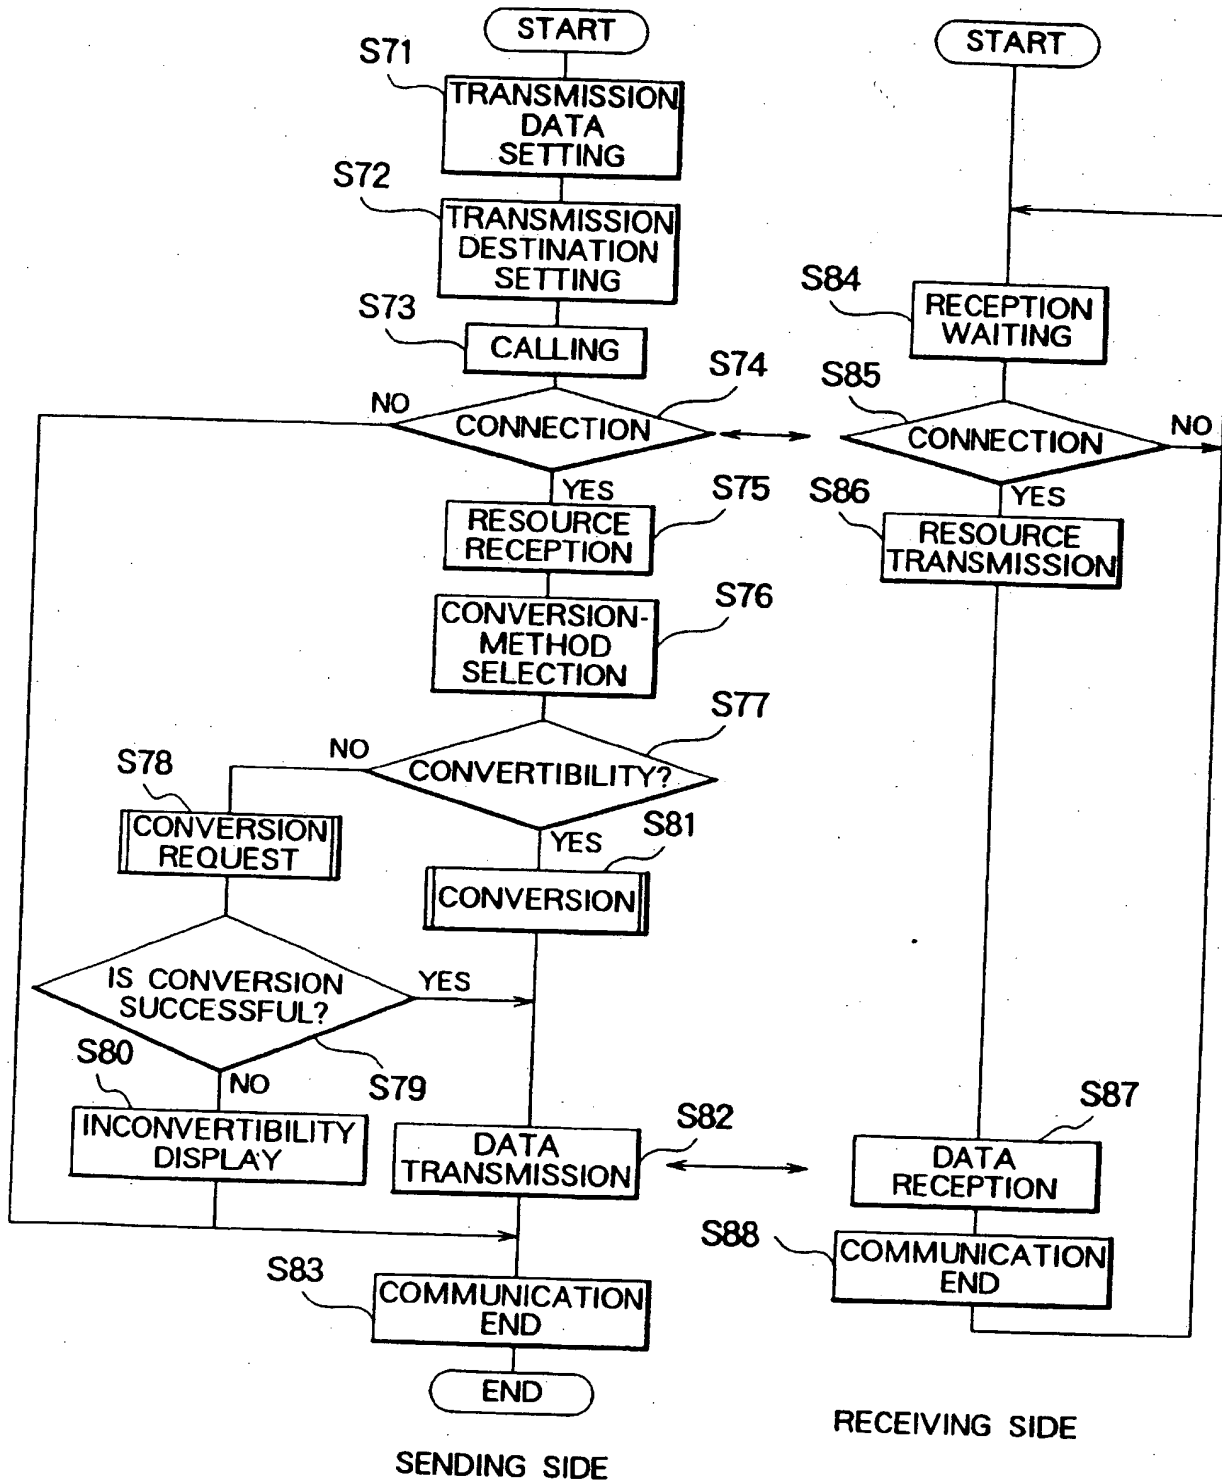 START
S71
TRANSMISSION
DATA
SETTING
S72
TRANSMISSION
DESTINATION
SETTING
S73
CALLING
S74
NO
CONNECTION
YES
S75
RESOURCE
RECEPTION
S76
CONVERSION-
METHOD
SELECTION
S77
NO
CONVERTIBILITY?
YES
S78
CONVERSION
REQUEST
S81
CONVERSION
IS CONVERSION
SUCCESSFUL?
YES
S79
NO
S80
INCONVERTIBILITY
DISPLAY
S82
DATA
TRANSMISSION
S83
COMMUNICATION
END
END
SENDING SIDE
START
S84
RECEPTION
WAITING
S85
CONNECTION
NO
YES
S86
RESOURCE
TRANSMISSION
S87
DATA
RECEPTION
S88
COMMUNICATION
END
RECEIVING SIDE